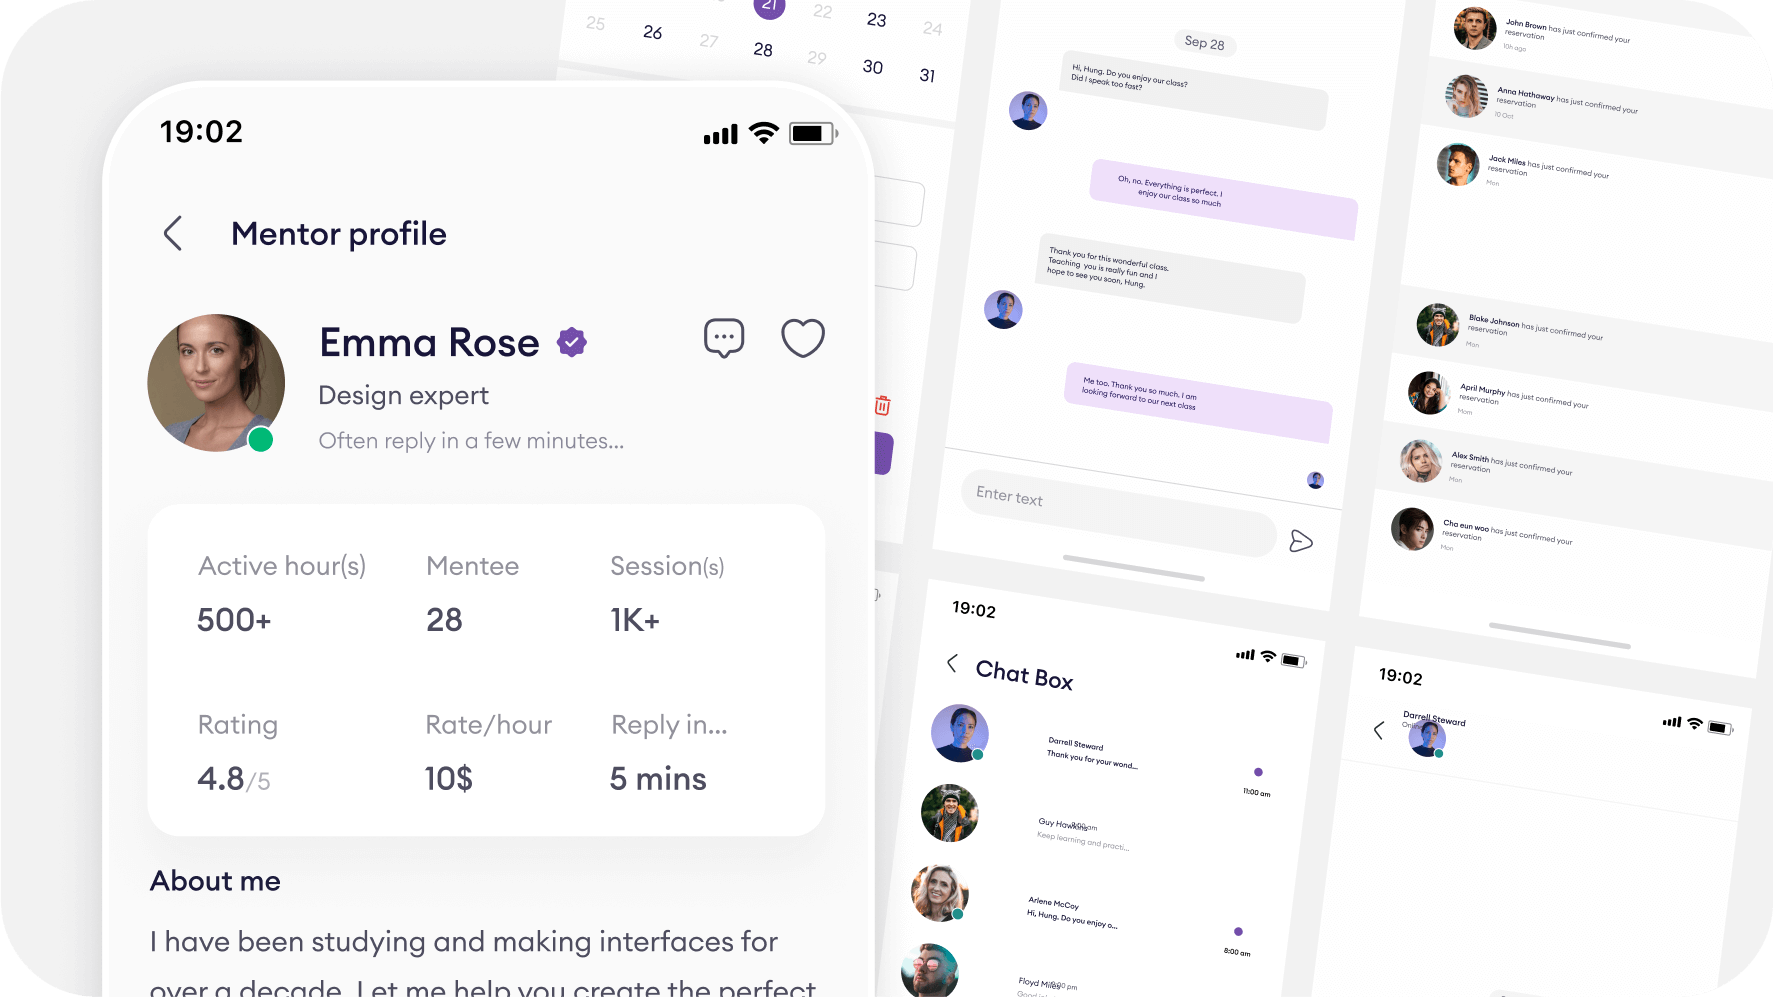 19:02
Mentor profile
Emma Rose
Design expert
Often reply in a few minutes...
Active hour(s)
Mentee
Session(s)
500+
28
1K+
Rating
Rate/hour
Reply in...
4.8/5
10$
5 mins
About me
I have been studying and making interfaces for
over a decade. Let me help you create the perfect
21
22
23
24
25
26
27
28
29
30
31
Sep 28
Hi, Hung. Do you enjoy our class?
Did I speak too fast?
Oh, no. Everything is perfect. I
enjoy our class so much
Thank you for this wonderful class.
Teaching you is really fun and I
hope to see you soon, Hung.
Me too. Thank you so much. I am
looking forward to our next class
Enter text
John Brown has just confirmed your
reservation
10h ago
Anna Hathaway has just confirmed your
reservation
10 Oct
Jack Miles has just confirmed your
reservation
Mon
Blake Johnson has just confirmed your
reservation
Mon
April Murphy has just confirmed your
reservation
Mon
Alex Smith has just confirmed your
reservation
Mon
Cha eun woo has just confirmed your
reservation
Mon
19:02
Chat Box
Darrell Steward
Thank you for your wond...
11:00 am
Guy Hawkins
Keep learning and practi...
Arlene McCoy
Hi, Hung. Do you enjoy o...
8:00 am
Floyd Miles
19:02
Darrell Steward